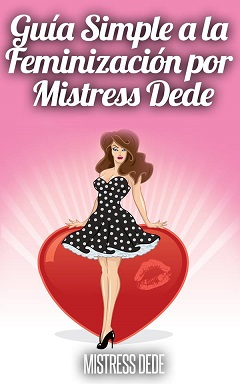 Guía Simple a la
Feminización por
Mistress Dede
MISTRESS DEDE